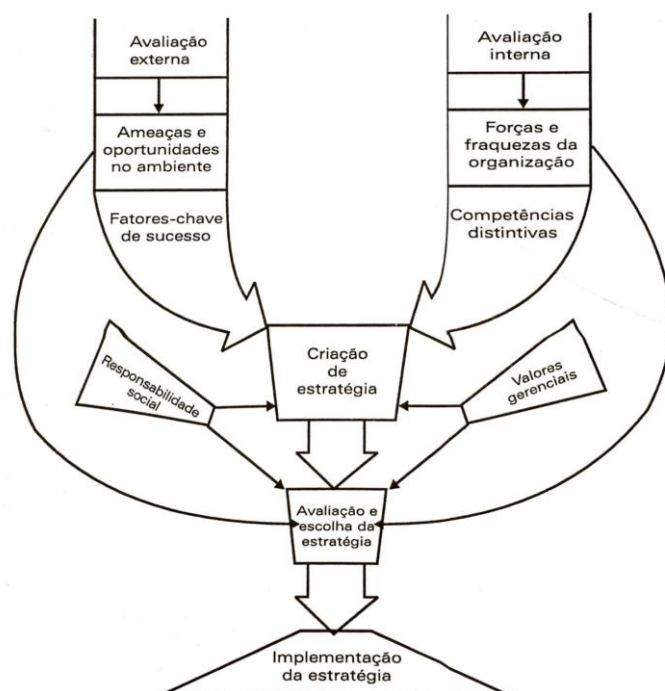 Avaliação
externa
Avaliação
interna
Ameaças e
oportunidades
no ambiente
Forças e
fraquezas da
organização
Fatores-chave
de sucesso
Competências
distintivas
Criação
de
estratégia
Responsabilidade
social
Valores
gerenciais
Avaliação e
escolha da
estratégia
Implementação
da estratégia